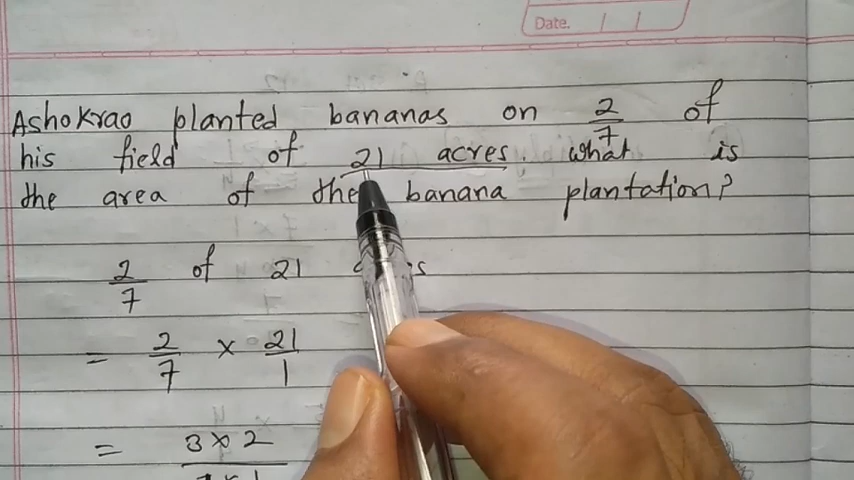 Date. / /
Ashokrao planted bananas on 2/7 of
his field of 21 acres. what is
the area of the banana plantation?
2/7 of 21
= 2/7 × 21/1
= 3×2